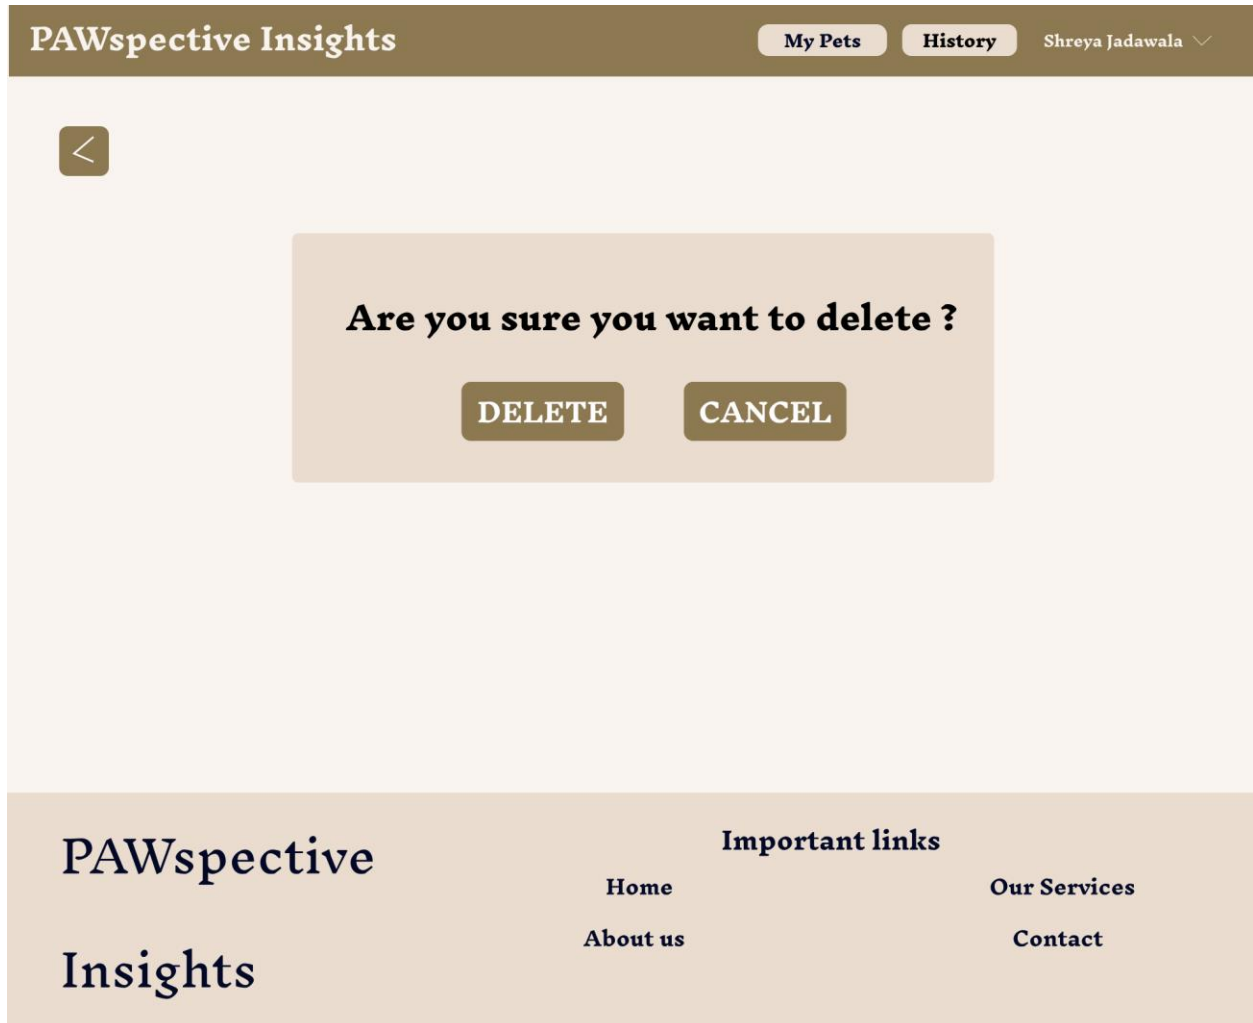 PAWspective Insights
My Pets
History
Shreya Jadawala
Are you sure you want to delete ?
DELETE
CANCEL
PAWspective
Insights
Important links
Home
Our Services
About us
Contact